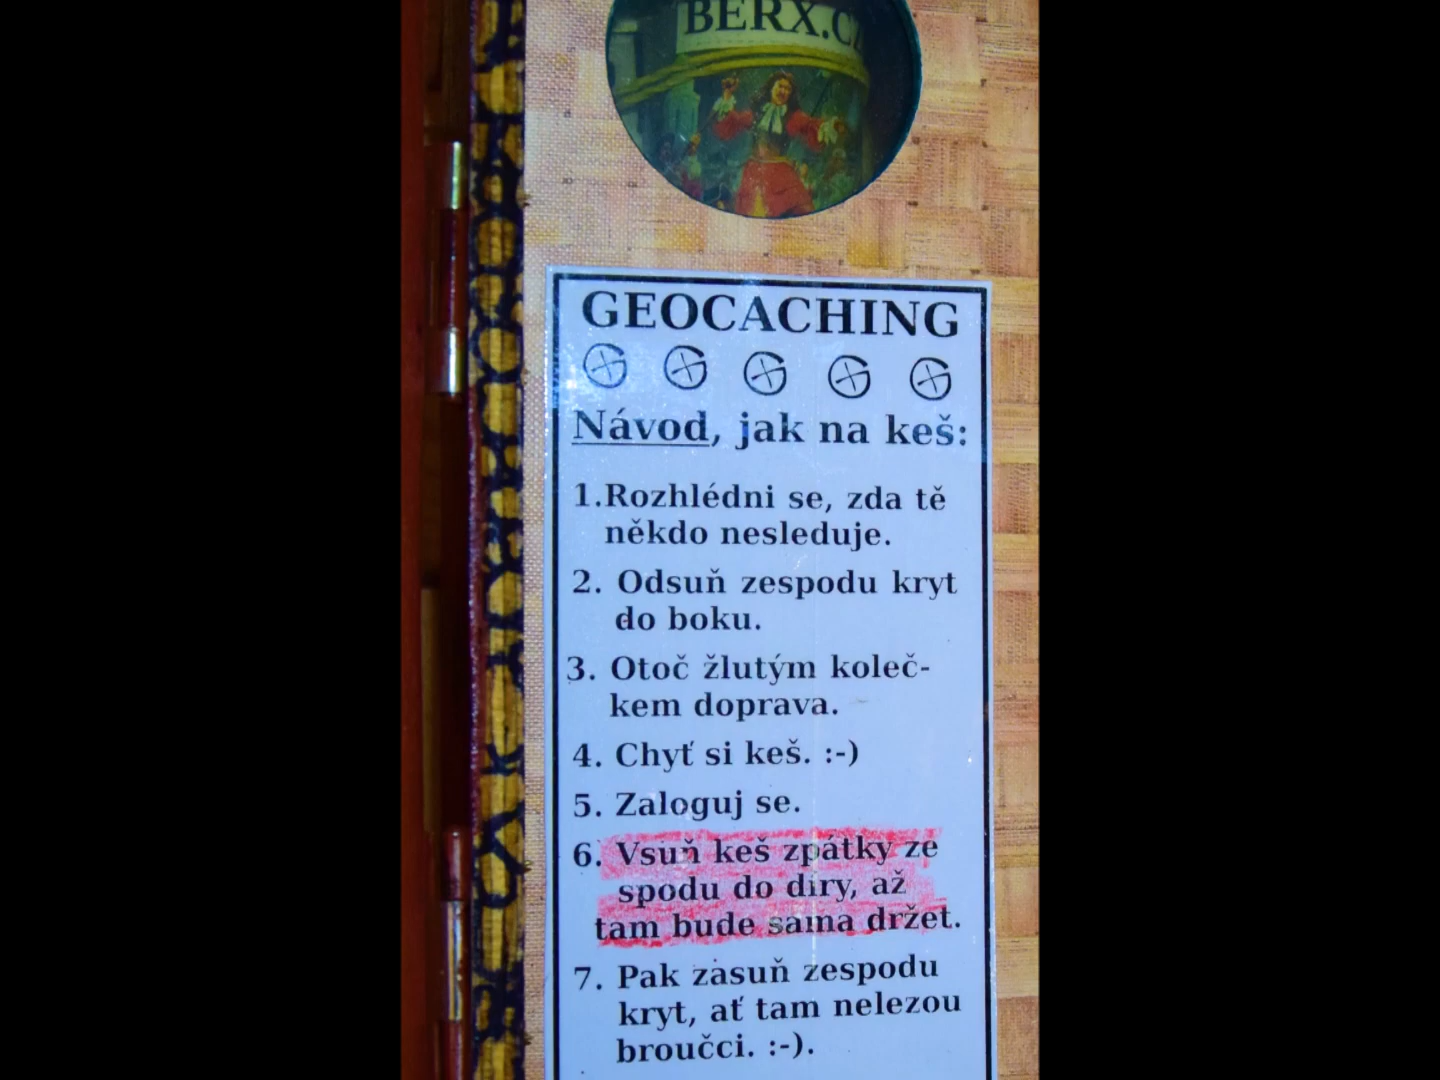 BERX.CZ
GEOCACHING
Návod, jak na keš:
1.Rozhlédni se, zda tě
někdo nesleduje.
2. Odsuň zespodu kryt
do boku.
3. Otoč žlutým koleč-
kem doprava.
4. Chyť si keš. :-)
5. Zaloguj se.
6. Vsuň keš zpátky ze
spodu do díry, až
tam bude sama držet.
7. Pak zasuň zespodu
kryt, ať tam nelezou
broučci. :-).